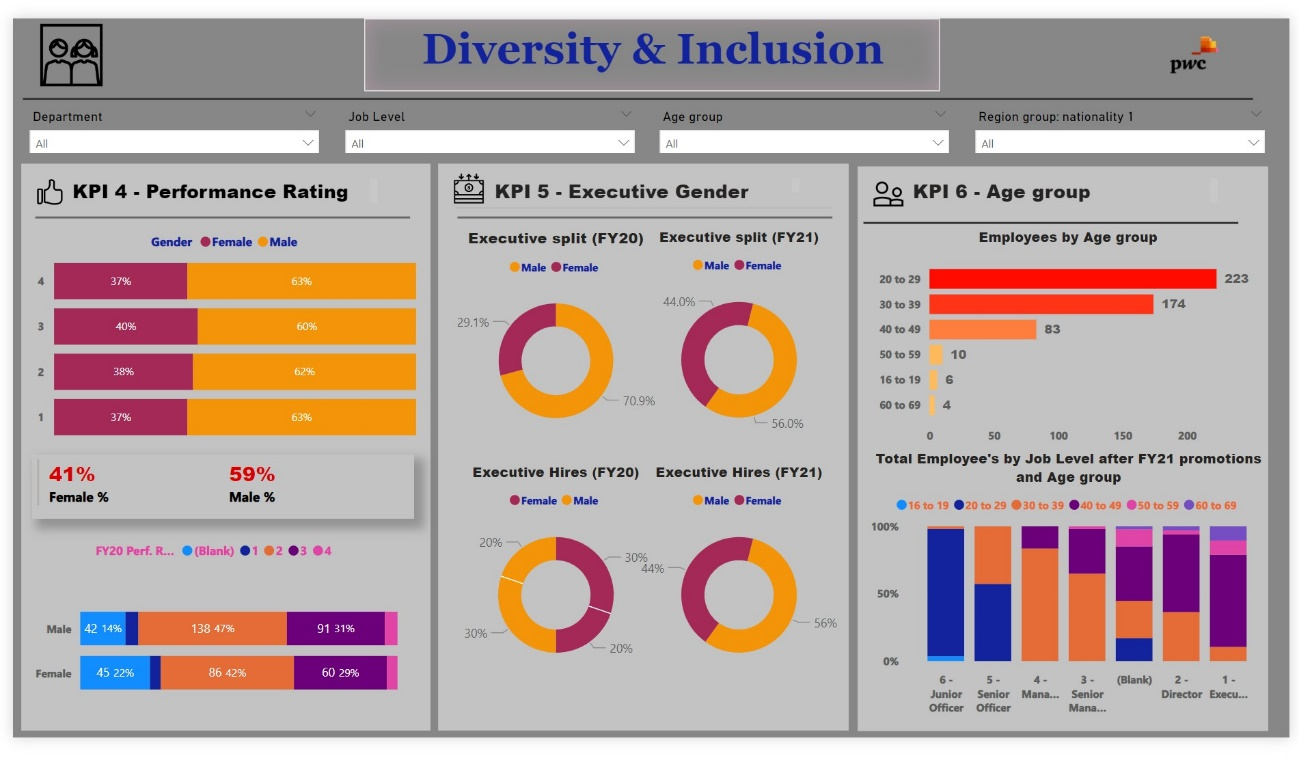 Diversity & Inclusion
pwc
Department
Job Level
Age group
Region group: nationality 1
All
All
All
All
KPI 4 - Performance Rating
Gender Female Male
4 37% 63%
3 40% 60%
2 38% 62%
1 37% 63%
41%
59%
Female %
Male %
FY20 Perf. R... (Blank) 1 2 3 4
Male 42 14% 138 47% 91 31%
Female 45 22% 86 42% 60 29%
KPI 5 - Executive Gender
Executive split (FY20)
Male Female
29.1%
70.9%
Executive split (FY21)
Male Female
44.0%
56.0%
Executive Hires (FY20)
Female Male
20%
30%
30%
20%
Executive Hires (FY21)
Male Female
44%
56%
KPI 6 - Age group
Employees by Age group
20 to 29 223
30 to 39 174
40 to 49 83
50 to 59 10
16 to 19 6
60 to 69 4
0 50 100 150 200
Total Employee's by Job Level after FY21 promotions
and Age group
16 to 19 20 to 29 30 to 39 40 to 49 50 to 59 60 to 69
100%
50%
0%
6 - Junior Officer
5 - Senior Officer
4 - Mana...
3 - Senior Mana...
(Blank)
2 - Director
1 - Execu...